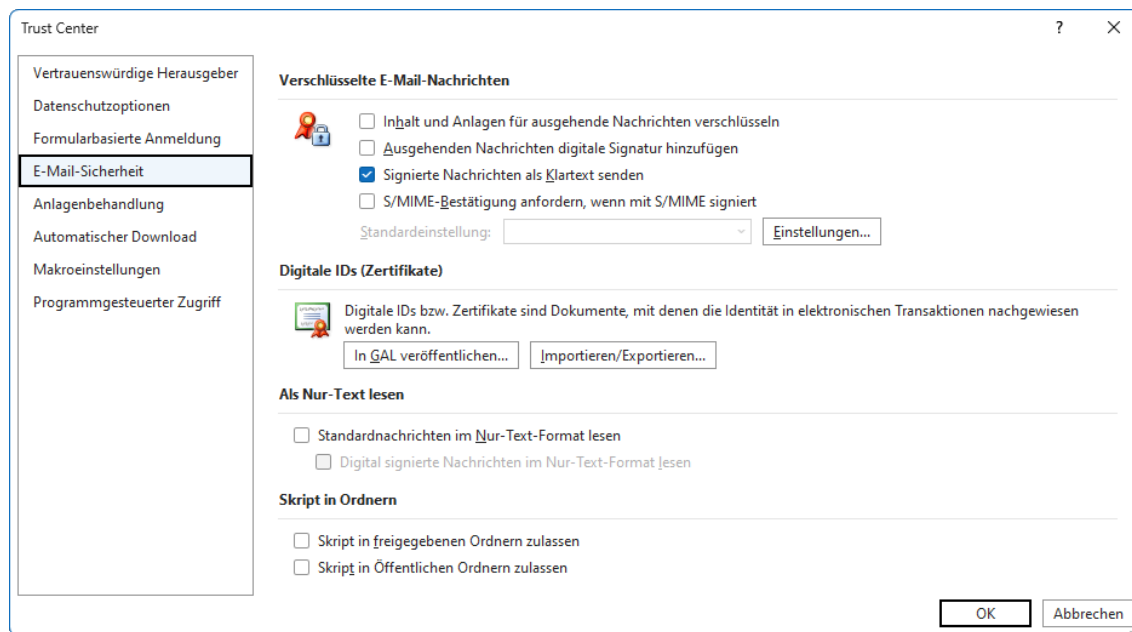 Trust Center
?
Vertrauenswürdige Herausgeber
Datenschutzoptionen
Formularbasierte Anmeldung
E-Mail-Sicherheit
Anlagenbehandlung
Automatischer Download
Makroeinstellungen
Programmgesteuerter Zugriff
Verschlüsselte E-Mail-Nachrichten
Inhalt und Anlagen für ausgehende Nachrichten verschlüsseln
Ausgehenden Nachrichten digitale Signatur hinzufügen
Signierte Nachrichten als Klartext senden
S/MIME-Bestätigung anfordern, wenn mit S/MIME signiert
Standardeinstellung:
Einstellungen...
Digitale IDs (Zertifikate)
Digitale IDs bzw. Zertifikate sind Dokumente, mit denen die Identität in elektronischen Transaktionen nachgewiesen
werden kann.
In GAL veröffentlichen...
Importieren/Exportieren...
Als Nur-Text lesen
Standardnachrichten im Nur-Text-Format lesen
Digital signierte Nachrichten im Nur-Text-Format lesen
Skript in Ordnern
Skript in freigegebenen Ordnern zulassen
Skript in Öffentlichen Ordnern zulassen
OK
Abbrechen